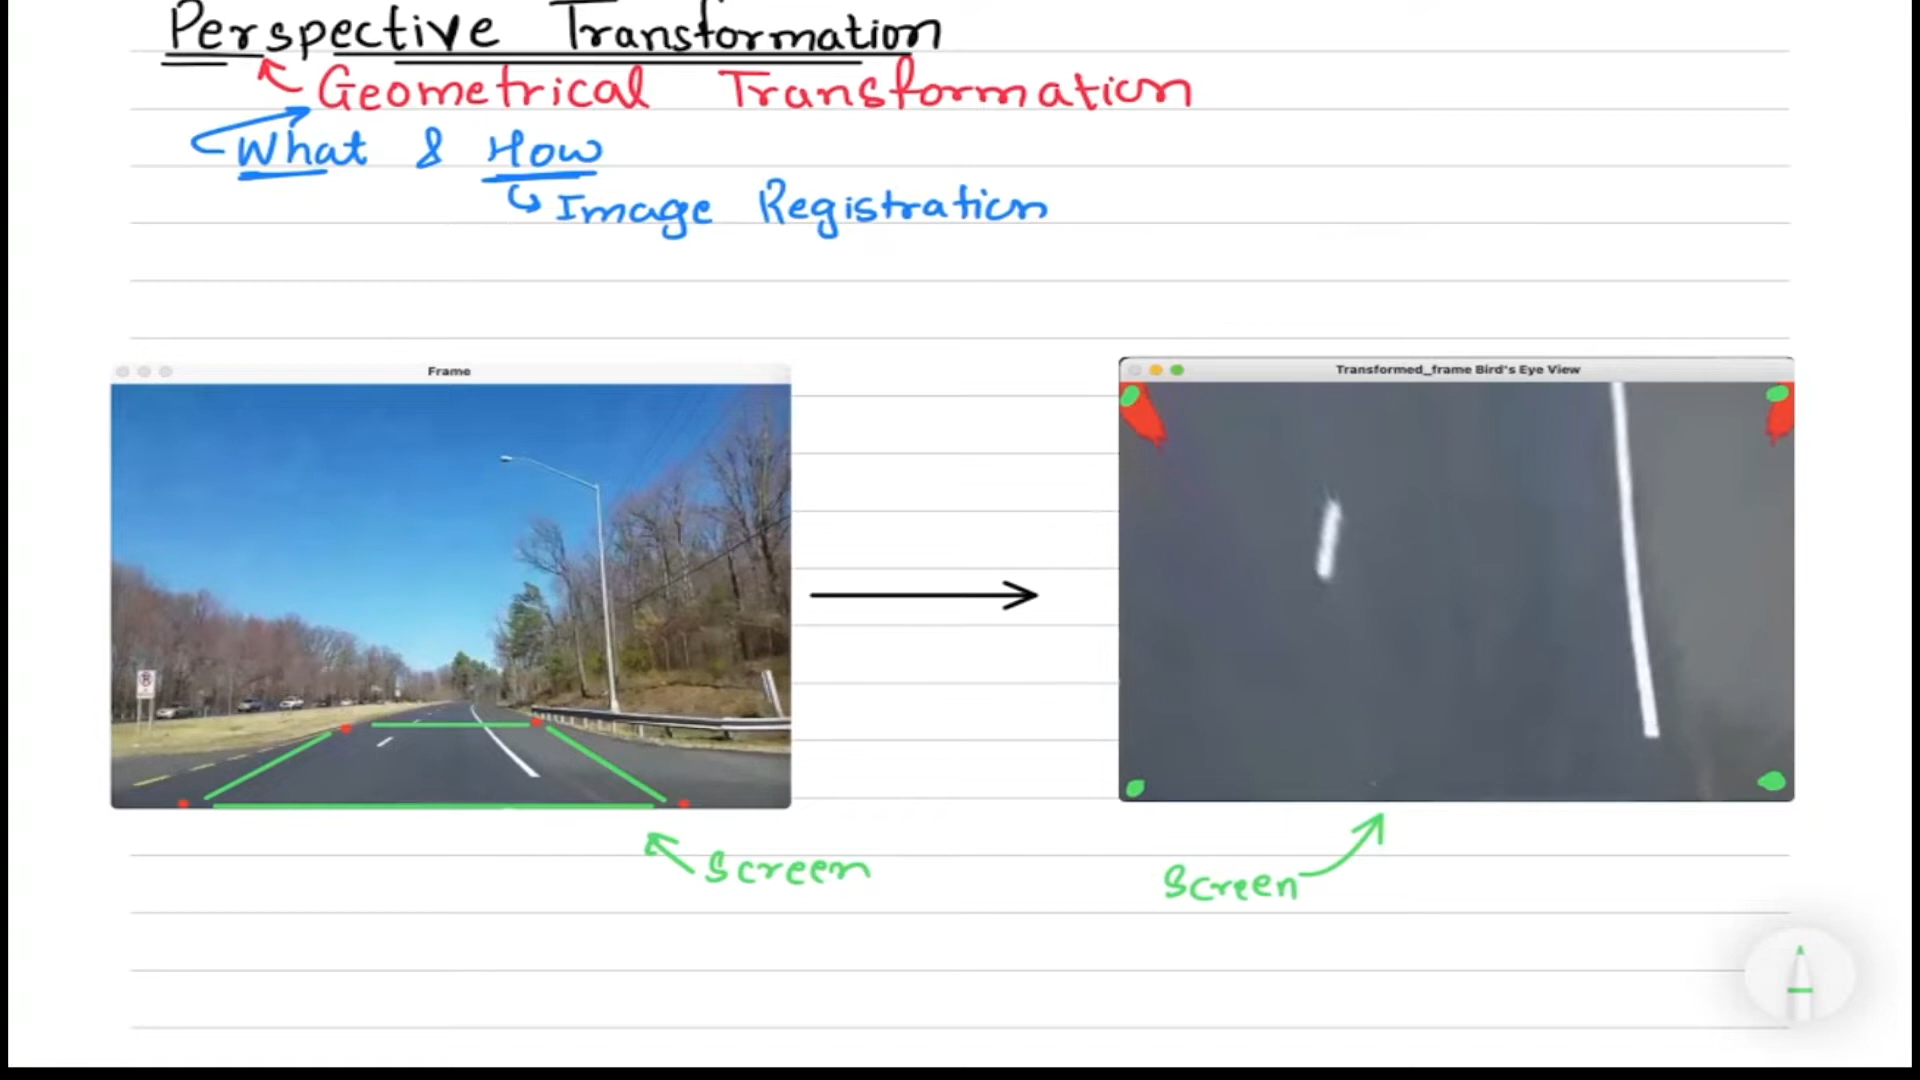 Perspective Transformation
Geometrical Transformation
What & How
Image Registration
Frame
Transformed_frame Bird's Eye View
Screen
Screen